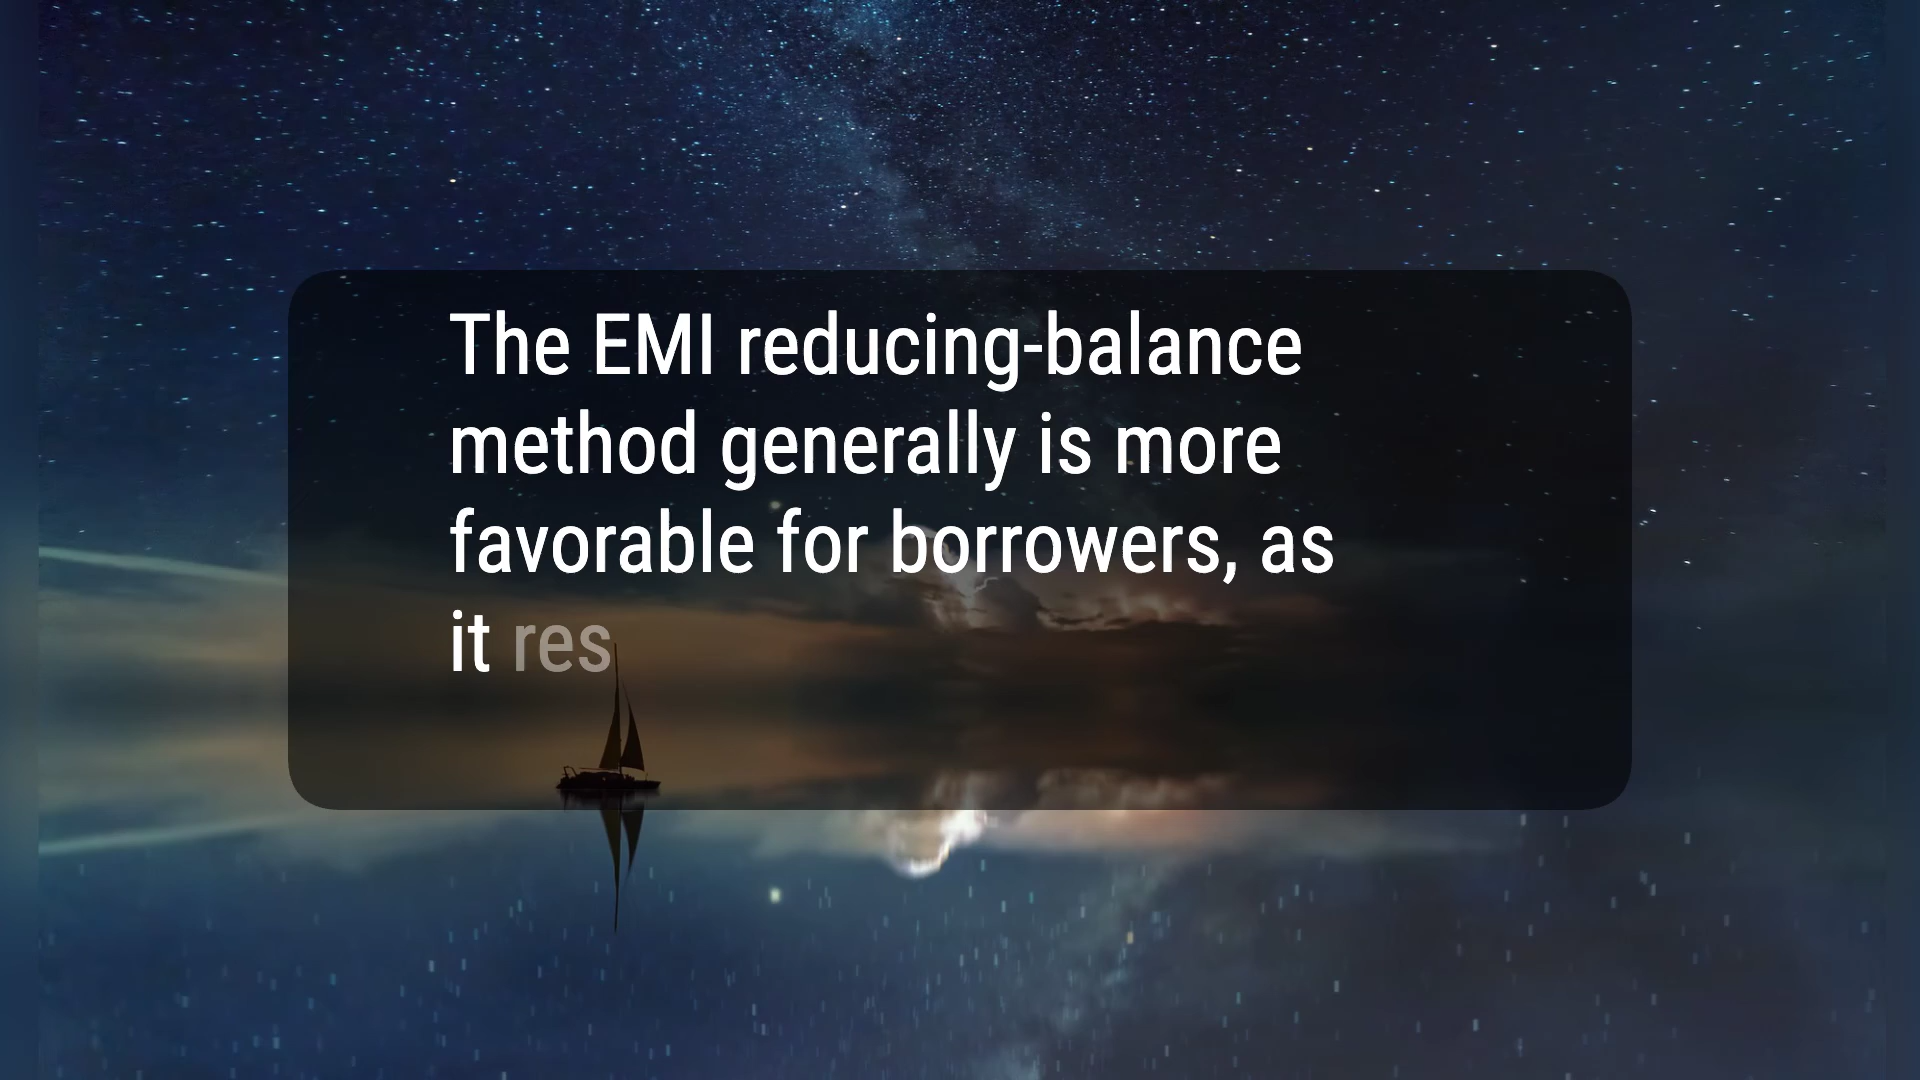 The EMI reducing-balance
method generally is more
favorable for borrowers, as
it res